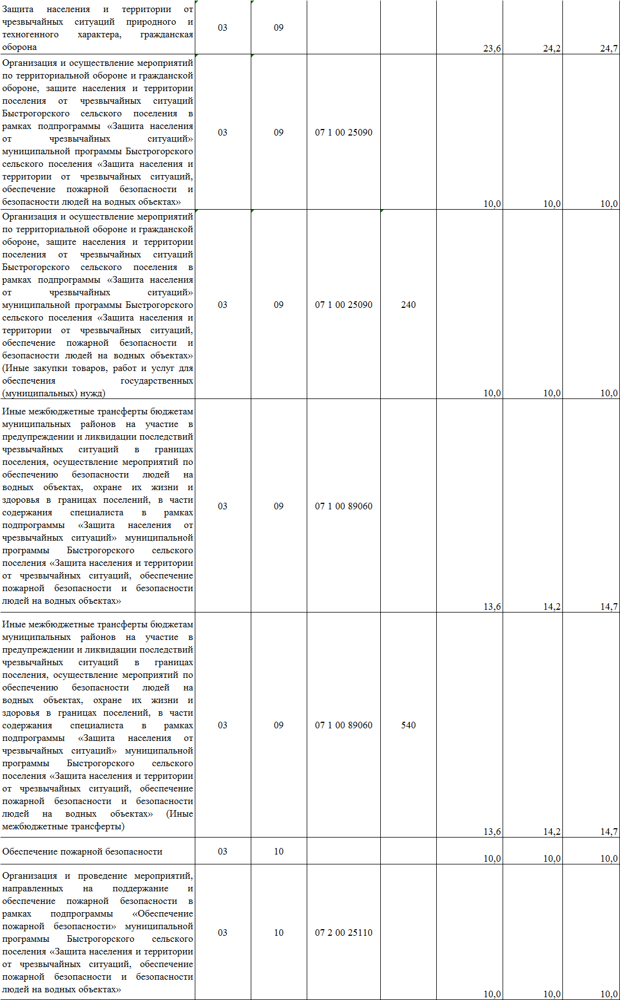 Защита населения и территории от
чрезвычайных ситуаций природного и
техногенного характера, гражданская
оборона
03
09
23,6
24,2
24,7
Организация и осуществление мероприятий
по территориальной обороне и гражданской
обороне, защите населения и территории
поселения от чрезвычайных ситуаций
Быстрогорского сельского поселения в
рамках подпрограммы «Защита населения
от чрезвычайных ситуаций»
муниципальной программы Быстрогорского
сельского поселения «Защита населения и
территории от чрезвычайных ситуаций,
обеспечение пожарной безопасности и
безопасности людей на водных объектах»
03
09
07 1 00 25090
10,0
10,0
10,0
Организация и осуществление мероприятий
по территориальной обороне и гражданской
обороне, защите населения и территории
поселения от чрезвычайных ситуаций
Быстрогорского сельского поселения в
рамках подпрограммы «Защита населения
от чрезвычайных ситуаций»
муниципальной программы Быстрогорского
сельского поселения «Защита населения и
территории от чрезвычайных ситуаций,
обеспечение пожарной безопасности и
безопасности людей на водных объектах»
(Иные закупки товаров, работ и услуг для
обеспечения государственных
(муниципальных) нужд)
03
09
07 1 00 25090
240
10,0
10,0
10,0
Иные межбюджетные трансферты бюджетам
муниципальных районов на участие в
предупреждении и ликвидации последствий
чрезвычайных ситуаций в границах
поселения, осуществление мероприятий по
обеспечению безопасности людей на
водных объектах, охране их жизни и
здоровья в границах поселений, в части
содержания специалиста в рамках
подпрограммы «Защита населения от
чрезвычайных ситуаций» муниципальной
программы Быстрогорского сельского
поселения «Защита населения и территории
от чрезвычайных ситуаций, обеспечение
пожарной безопасности и безопасности
людей на водных объектах»
03
09
07 1 00 89060
13,6
14,2
14,7
Иные межбюджетные трансферты бюджетам
муниципальных районов на участие в
предупреждении и ликвидации последствий
чрезвычайных ситуаций в границах
поселения, осуществление мероприятий по
обеспечению безопасности людей на
водных объектах, охране их жизни и
здоровья в границах поселений, в части
содержания специалиста в рамках
подпрограммы «Защита населения от
чрезвычайных ситуаций» муниципальной
программы Быстрогорского сельского
поселения «Защита населения и территории
от чрезвычайных ситуаций, обеспечение
пожарной безопасности и безопасности
людей на водных объектах» (Иные
межбюджетные трансферты)
03
09
07 1 00 89060
540
13,6
14,2
14,7
Обеспечение пожарной безопасности
03
10
10,0
10,0
10,0
Организация и проведение мероприятий,
направленных на поддержание и
обеспечение пожарной безопасности в
рамках подпрограммы «Обеспечение
пожарной безопасности» муниципальной
программы Быстрогорского сельского
поселения «Защита населения и территории
от чрезвычайных ситуаций, обеспечение
пожарной безопасности и безопасности
людей на водных объектах»
03
10
07 2 00 25110
10,0
10,0
10,0